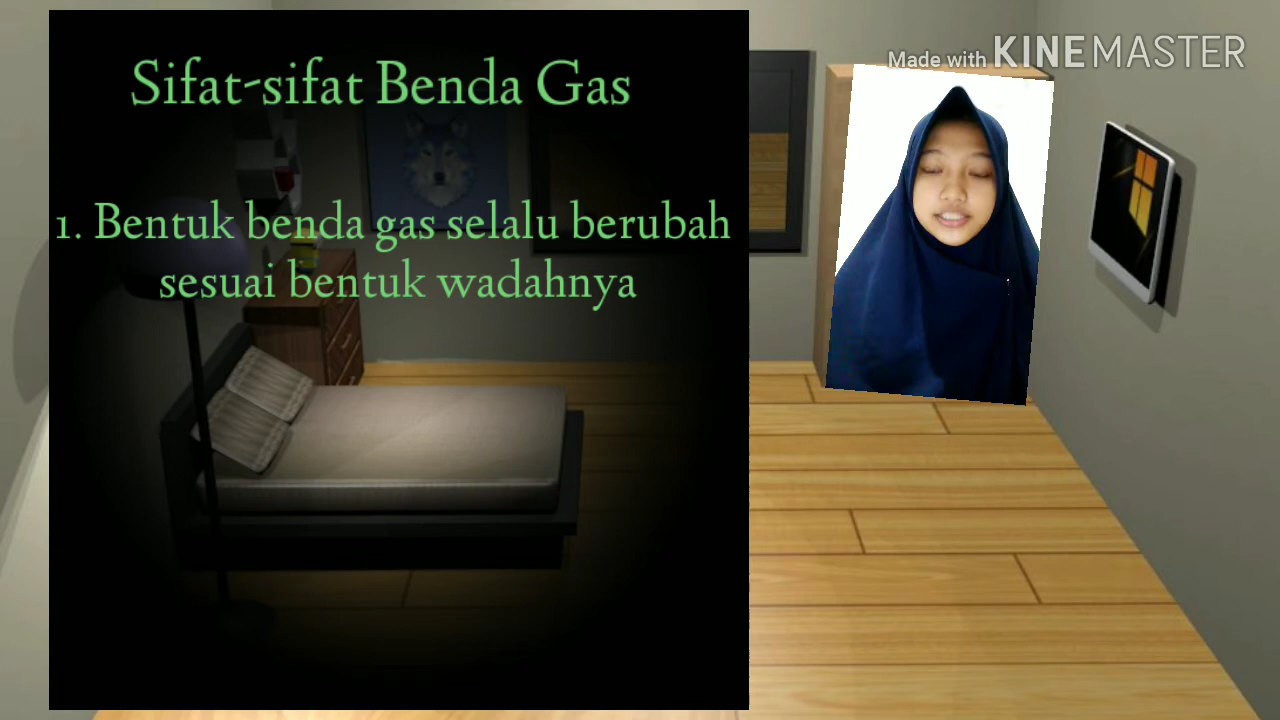 Sifat-sifat Benda Gas
1. Bentuk benda gas selalu berubah
sesuai bentuk wadahnya
Made with KINEMASTER